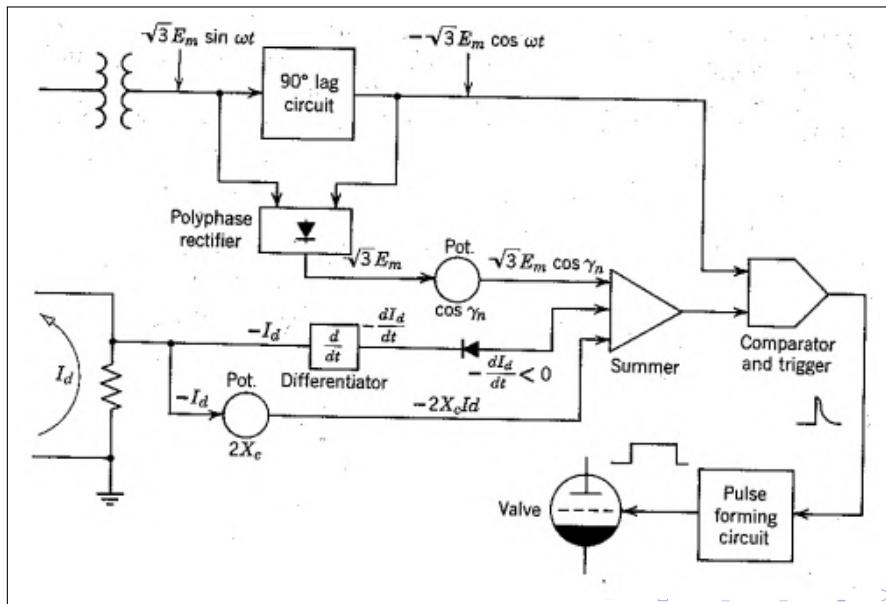 √3 E_m sin ωt
−√3 E_m cos ωt
90° lag
circuit
Polyphase
rectifier
√3 E_m
Pot.
cos γ_n
√3 E_m cos γ_n
−I_d
d/dt
Differentiator
−dI_d/dt
−dI_d/dt < 0
Summer
Comparator
and trigger
I_d
−I_d
Pot.
2X_c
−2X_cId
Valve
Pulse
forming
circuit